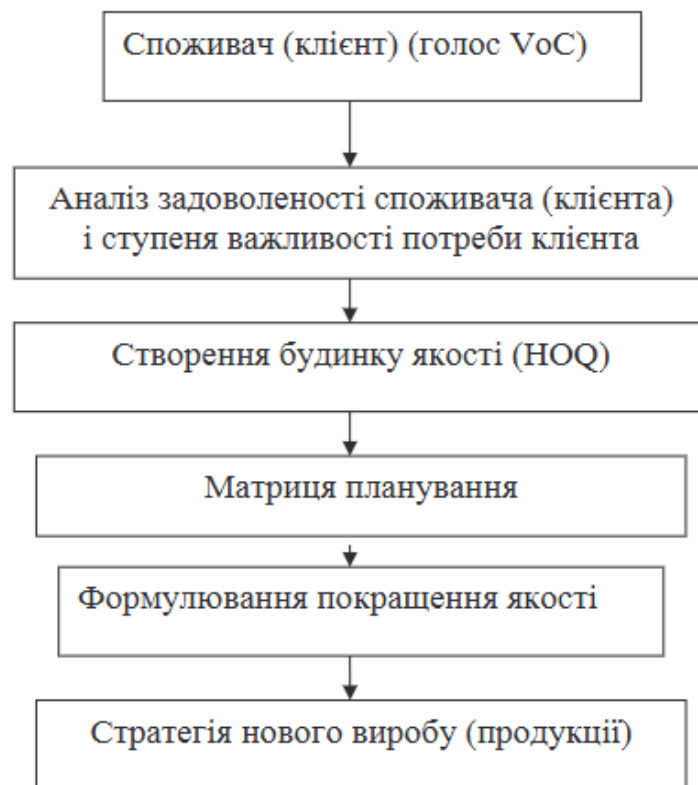 Споживач (клієнт) (голос VoC)
Аналіз задоволеності споживача (клієнта)
і ступеня важливості потреби клієнта
Створення будинку якості (HOQ)
Матриця планування
Формулювання покращення якості
Стратегія нового виробу (продукції)